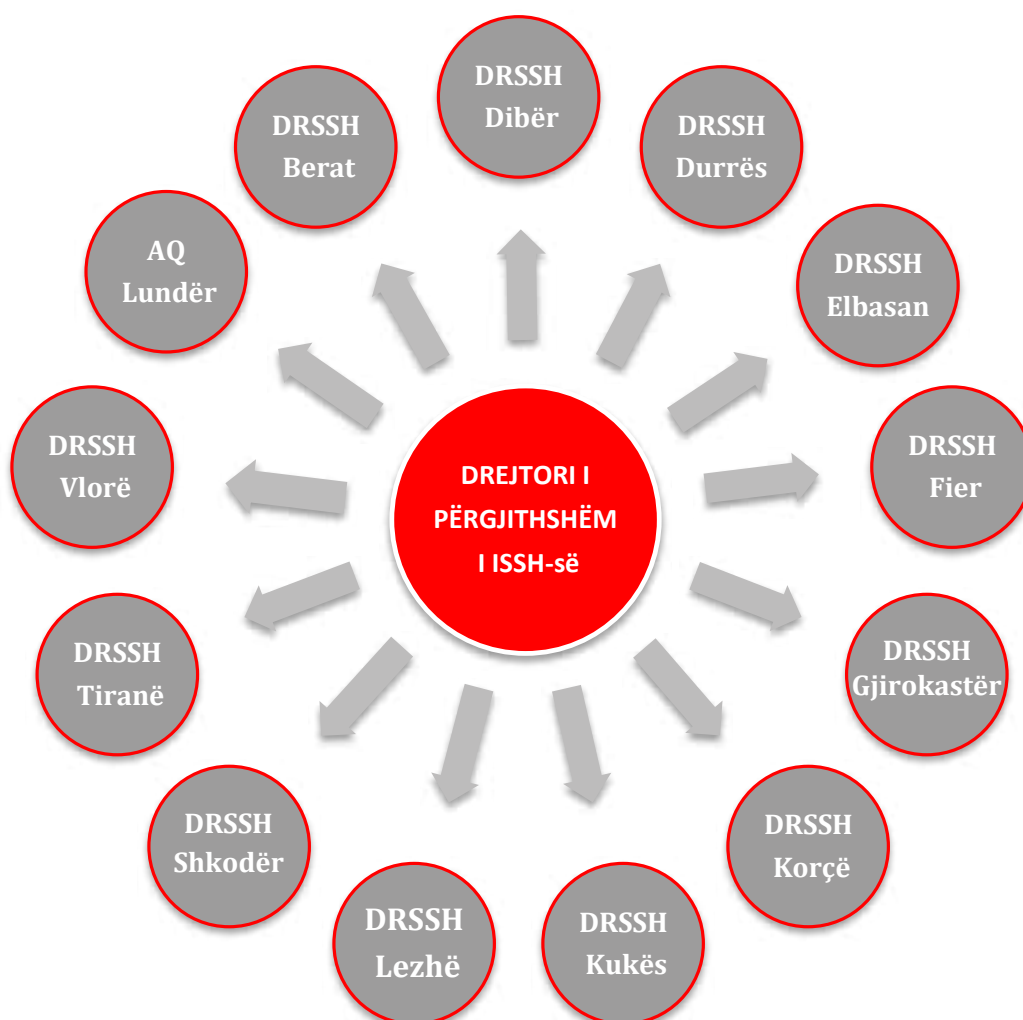 DRSSH
Dibër
DRSSH
Durrës
DRSSH
Elbasan
DRSSH
Fier
DRSSH
Gjirokastër
DRSSH
Korçë
DRSSH
Kukës
DRSSH
Lezhë
DRSSH
Shkodër
DRSSH
Tiranë
DRSSH
Vlorë
AQ
Lundër
DRSSH
Berat
DREJTORI I
PËRGJITHSHËM
I ISSH-së